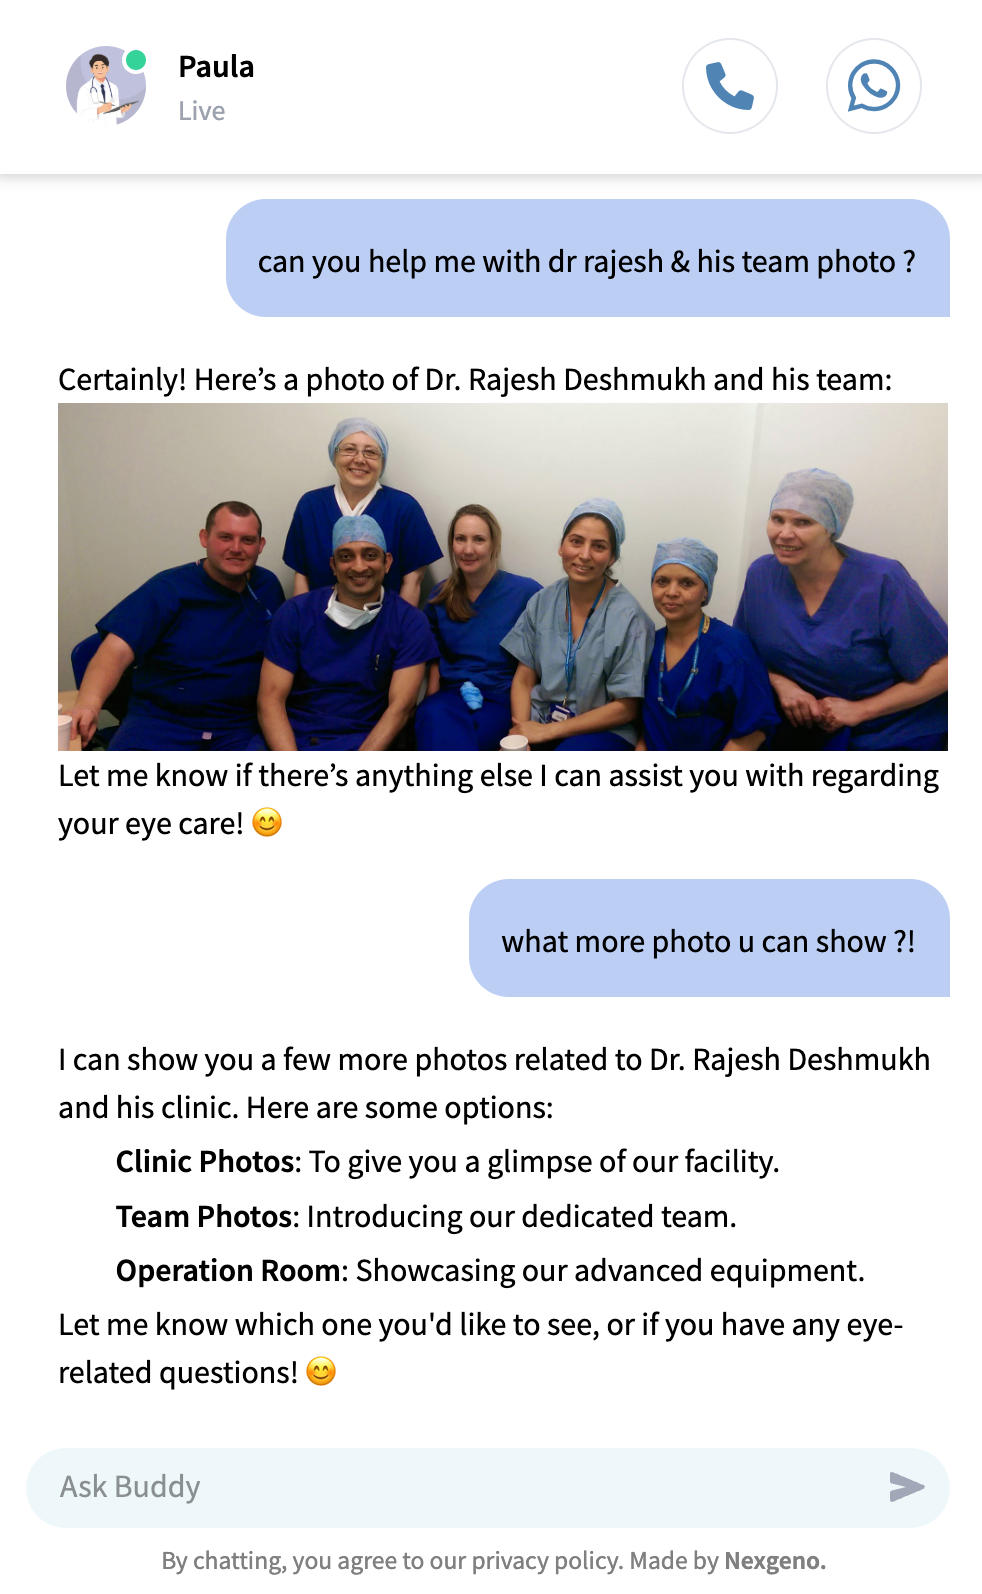 Paula
Live
can you help me with dr rajesh & his team photo ?
Certainly! Here’s a photo of Dr. Rajesh Deshmukh and his team:
Let me know if there’s anything else I can assist you with regarding
your eye care! 😊
what more photo u can show ?!
I can show you a few more photos related to Dr. Rajesh Deshmukh
and his clinic. Here are some options:
Clinic Photos: To give you a glimpse of our facility.
Team Photos: Introducing our dedicated team.
Operation Room: Showcasing our advanced equipment.
Let me know which one you'd like to see, or if you have any eye-
related questions! 😊
Ask Buddy
By chatting, you agree to our privacy policy. Made by Nexgeno.